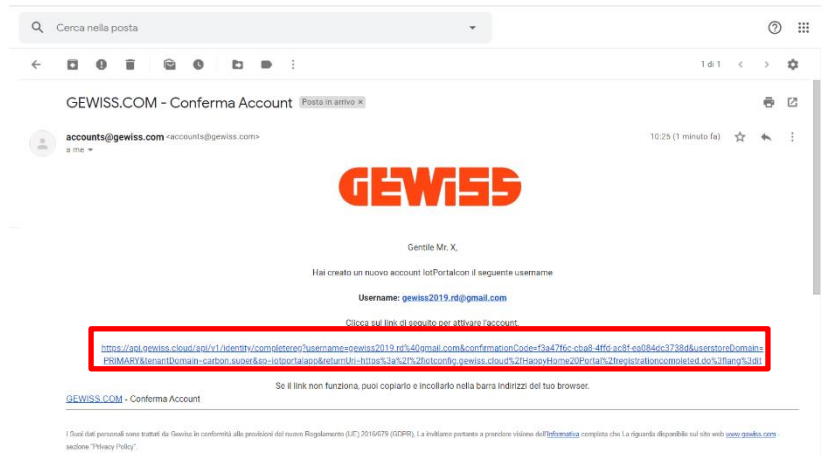 Cerca nella posta
1 di 1
GEWISS.COM - Conferma Account Posta in arrivo ×
accounts@gewiss.com <accounts@gewiss.com>
10:25 (1 minuto fa)
a me
GEWISS
Gentile Mr. X,
Hai creato un nuovo account IotPortalcon il seguente username
Username: gewiss2019.rd@gmail.com
Clicca sul link di seguito per attivare l'account.
https://api.gewiss.cloud/api/v1/identity/completereg?username=gewiss2019.rd%40gmail.com&confirmationCode=f3a47f6c-cba8-4ffd-ac8f-ea084dc3738d&userstoreDomain=
PRIMARY&tenantDomain=carbon.super&sp=iotportalapp&returnUri=https%3a%2f%2fiotconfig.gewiss.cloud%2fHappyHome20Portal%2fregistrationcompleted.do%3flang%3dit
Se il link non funziona, puoi copiarlo e incollarlo nella barra indirizzi del tuo browser.
GEWISS.COM - Conferma Account
I Suoi dati personali sono trattati da Gewiss in conformità alle previsioni del nuovo Regolamento (UE) 2016/679 (GDPR), La invitiamo pertanto a prendere visione dell'Informativa completa che La riguarda disponibile sul sito web www.gewiss.com -
sezione "Privacy Policy".